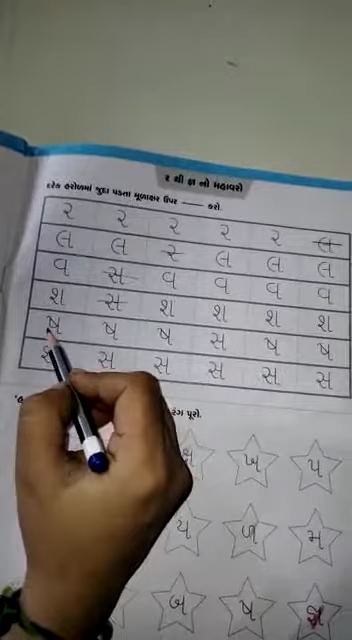 ર થી જ્ઞ નો મહાવરો
દરેક હરોળમાં જુદા પડતા મૂળાક્ષર ઉપર —— કરો.
ર ર ર ર ર લ
લ લ ર લ લ લ
વ સ વ વ વ વ
શ સ શ શ શ શ
ષ ષ ષ સ ષ ષ
સ સ સ સ સ
રંગ પૂરો.
ક્ષ ખ પ
ય ળ મ
બ ષ જ્ઞ